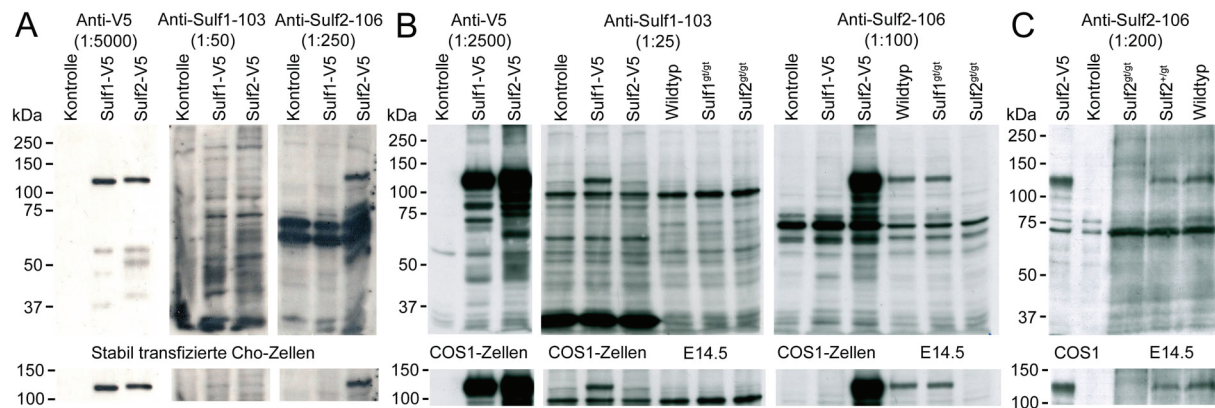 A
Anti-V5
(1:5000)
Anti-Sulf1-103
(1:50)
Anti-Sulf2-106
(1:250)
Kontrolle
Sulf1-V5
Sulf2-V5
Kontrolle
Sulf1-V5
Sulf2-V5
Kontrolle
Sulf1-V5
Sulf2-V5
kDa
250
150
100
75
50
37
Stabil transfizierte Cho-Zellen
150
100
B
Anti-V5
(1:2500)
Anti-Sulf1-103
(1:25)
Anti-Sulf2-106
(1:100)
Kontrolle
Sulf1-V5
Sulf2-V5
Kontrolle
Sulf1-V5
Sulf2-V5
Wildtyp
Sulf1gt/gt
Sulf2gt/gt
Kontrolle
Sulf1-V5
Sulf2-V5
Wildtyp
Sulf1gt/gt
Sulf2gt/gt
kDa
250
150
100
75
50
37
COS1-Zellen
COS1-Zellen
E14.5
COS1-Zellen
E14.5
150
100
C
Anti-Sulf2-106
(1:200)
Sulf2-V5
Kontrolle
Sulf2gt/gt
Sulf2+/gt
Wildtyp
kDa
250
150
100
75
50
37
COS1
E14.5
150
100